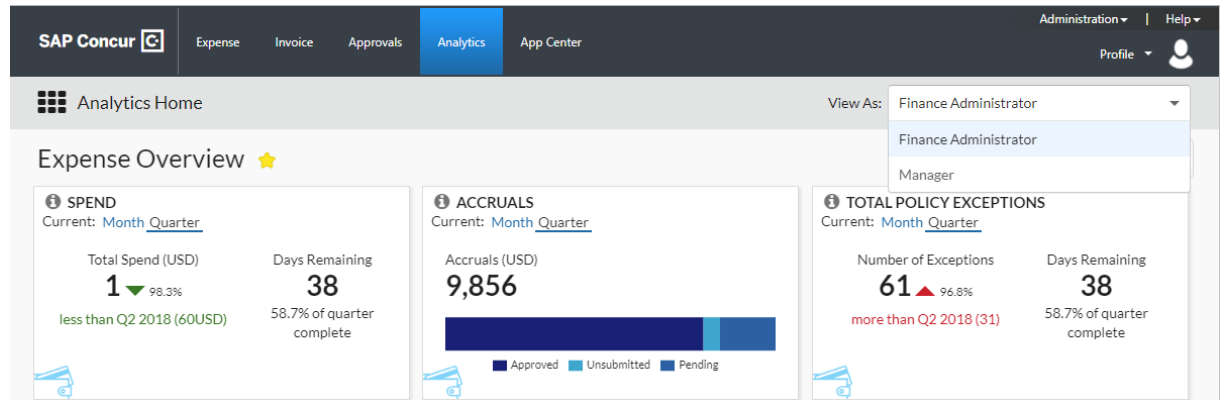 Administration | Help
SAP Concur C Expense Invoice Approvals Analytics App Center
Profile
Analytics Home
View As: Finance Administrator
Finance Administrator
Manager
Expense Overview
SPEND
Current: Month Quarter
Total Spend (USD)
1 98.3%
less than Q2 2018 (60USD)
Days Remaining
38
58.7% of quarter
complete
ACCRUALS
Current: Month Quarter
Accruals (USD)
9,856
Approved Unsubmitted Pending
TOTAL POLICY EXCEPTIONS
Current: Month Quarter
Number of Exceptions
61 96.8%
more than Q2 2018 (31)
Days Remaining
38
58.7% of quarter
complete